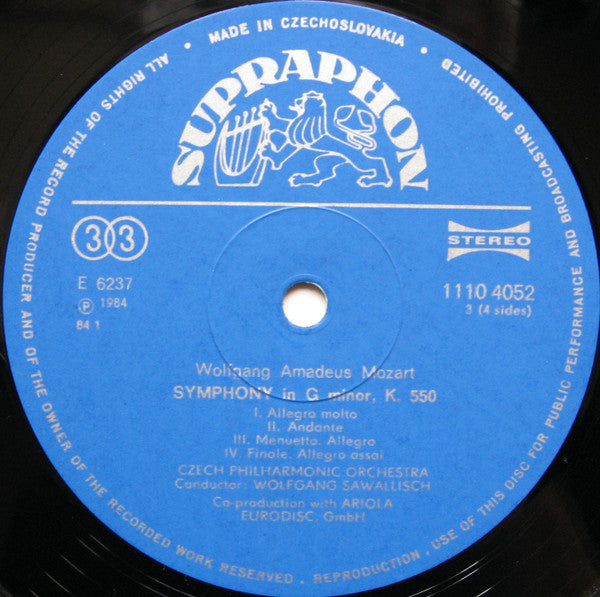 ALL RIGHTS OF THE RECORD PRODUCER AND OF THE OWNER OF THE RECORDED WORK RESERVED . REPRODUCTION , USE OF THIS DISC FOR PUBLIC PERFORMANCE AND BROADCASTING PROHIBITED
• MADE IN CZECHOSLOVAKIA •
SUPRAPHON
33
STEREO
E 6237
℗ 1984
84 1
1110 4052
3 (4 sides)
Wolfgang Amadeus Mozart
SYMPHONY in G minor, K. 550
I. Allegro molto
II. Andante
III. Menuetto. Allegro
IV. Finale. Allegro assai
CZECH PHILHARMONIC ORCHESTRA
Conductor: WOLFGANG SAWALLISCH
Co-production with ARIOLA
EURODISC, GmbH